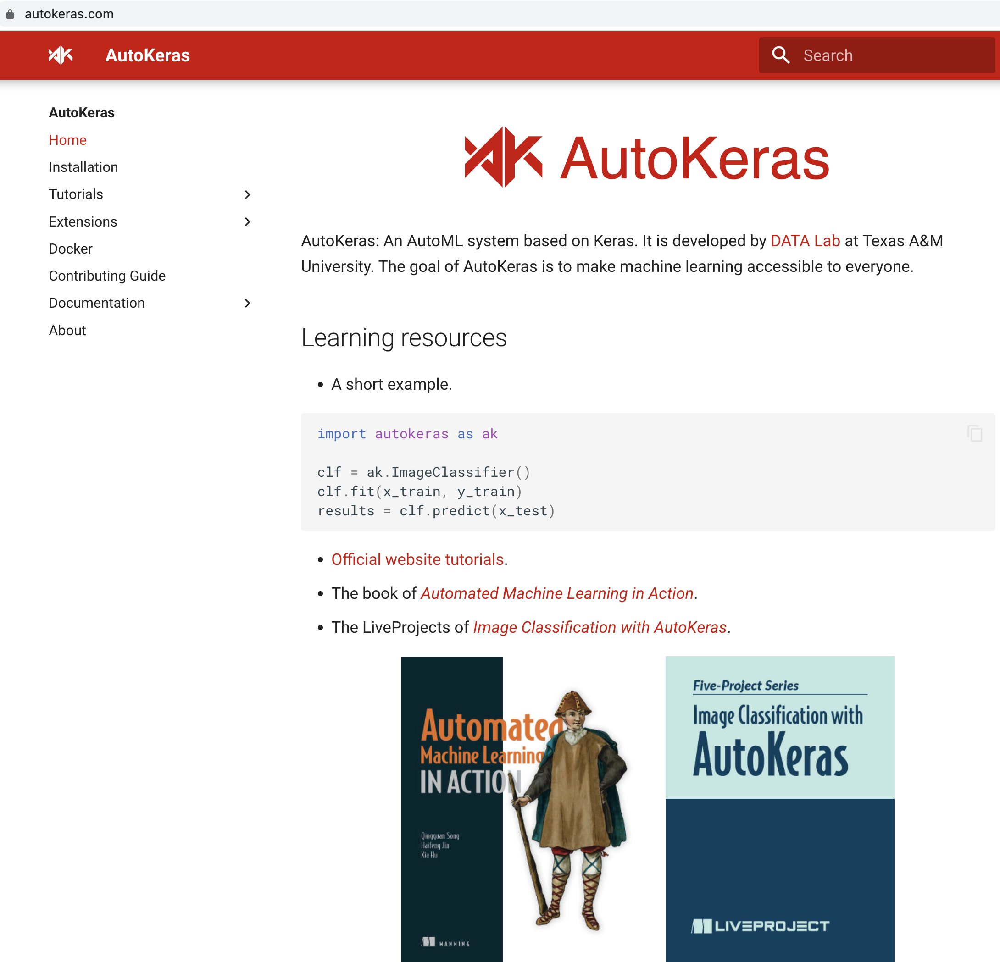 autokeras.com
AutoKeras
Search
AutoKeras
Home
Installation
Tutorials
Extensions
Docker
Contributing Guide
Documentation
About
AutoKeras
AutoKeras: An AutoML system based on Keras. It is developed by DATA Lab at Texas A&M
University. The goal of AutoKeras is to make machine learning accessible to everyone.
Learning resources
• A short example.
import autokeras as ak
clf = ak.ImageClassifier()
clf.fit(x_train, y_train)
results = clf.predict(x_test)
• Official website tutorials.
• The book of Automated Machine Learning in Action.
• The LiveProjects of Image Classification with AutoKeras.
Automated
Machine Learning
IN ACTION
Qingquan Song
Haifeng Jin
Xia Hu
MANNING
Five-Project Series
Image Classification with
AutoKeras
LIVEPROJECT